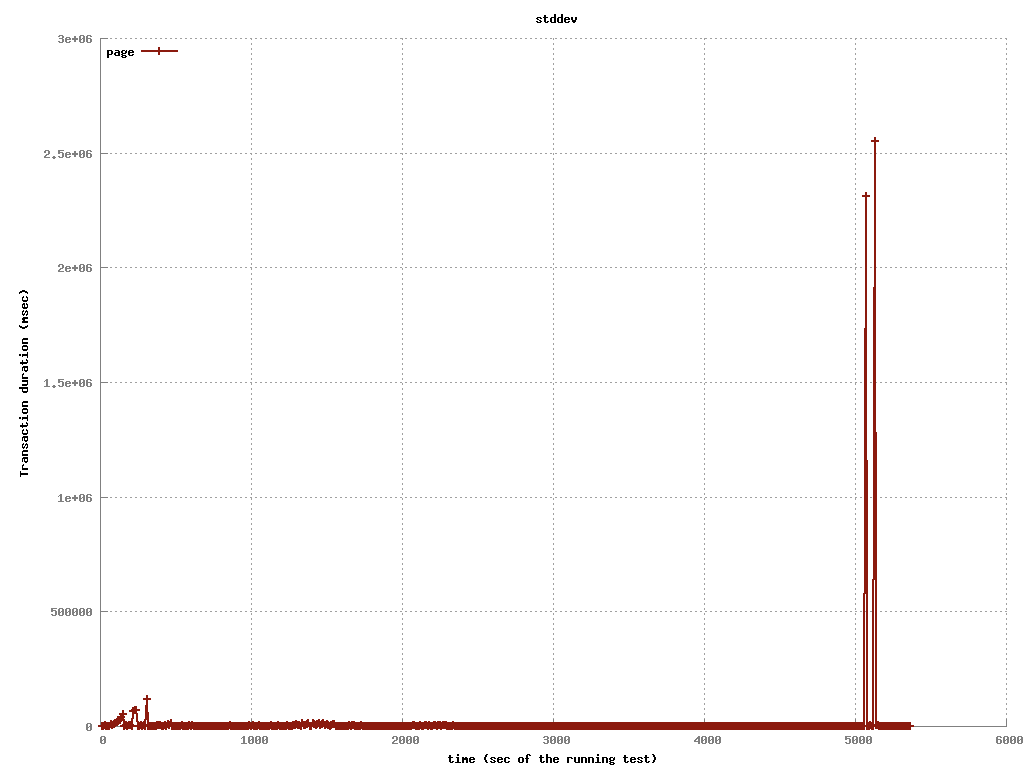 stddev
3e+06
page
2.5e+06
2e+06
1.5e+06
1e+06
500000
0
0 1000 2000 3000 4000 5000 6000
time (sec of the running test)
Transaction duration (msec)